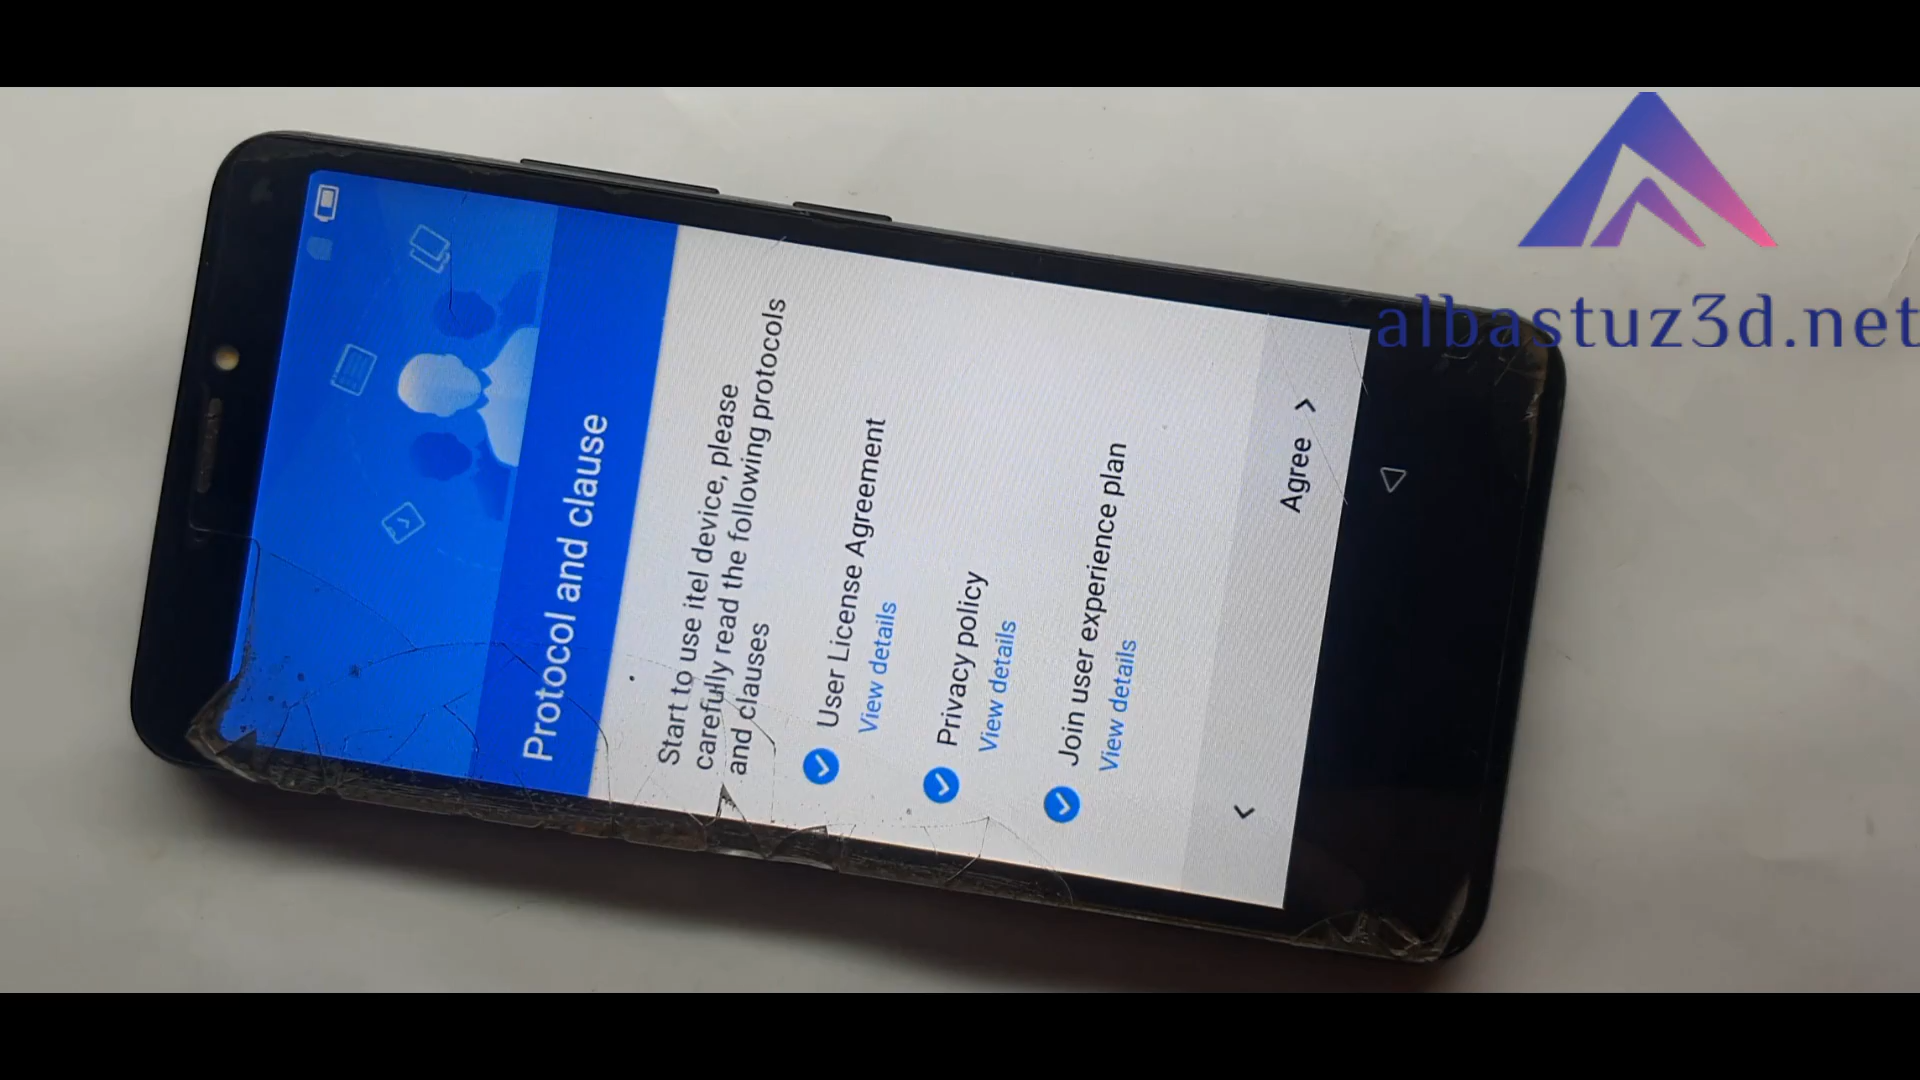 Protocol and clause
Start to use itel device, please
carefully read the following protocols
and clauses
User License Agreement
View details
Privacy policy
View details
Join user experience plan
View details
Agree
albastuz3d.net